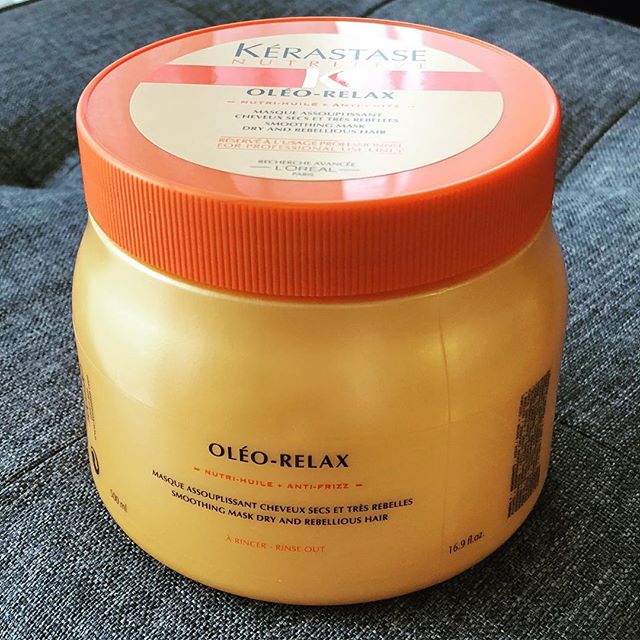 KÉRASTASE
NUTRITIVE
K
OLÉO-RELAX
NUTRI-HUILE + ANTI-FRIZZ
MASQUE ASSOUPLISSANT
CHEVEUX SECS ET TRÈS REBELLES
SMOOTHING MASK
DRY AND REBELLIOUS HAIR
RÉSERVÉ À L'USAGE PROFESSIONNEL
FOR PROFESSIONAL USE ONLY
RECHERCHE AVANCÉE
L'ORÉAL
PARIS
OLÉO-RELAX
– NUTRI-HUILE + ANTI-FRIZZ –
MASQUE ASSOUPLISSANT CHEVEUX SECS ET TRÈS REBELLES
SMOOTHING MASK DRY AND REBELLIOUS HAIR
À RINCER - RINSE OUT
500 ml
16.9 fl.oz.